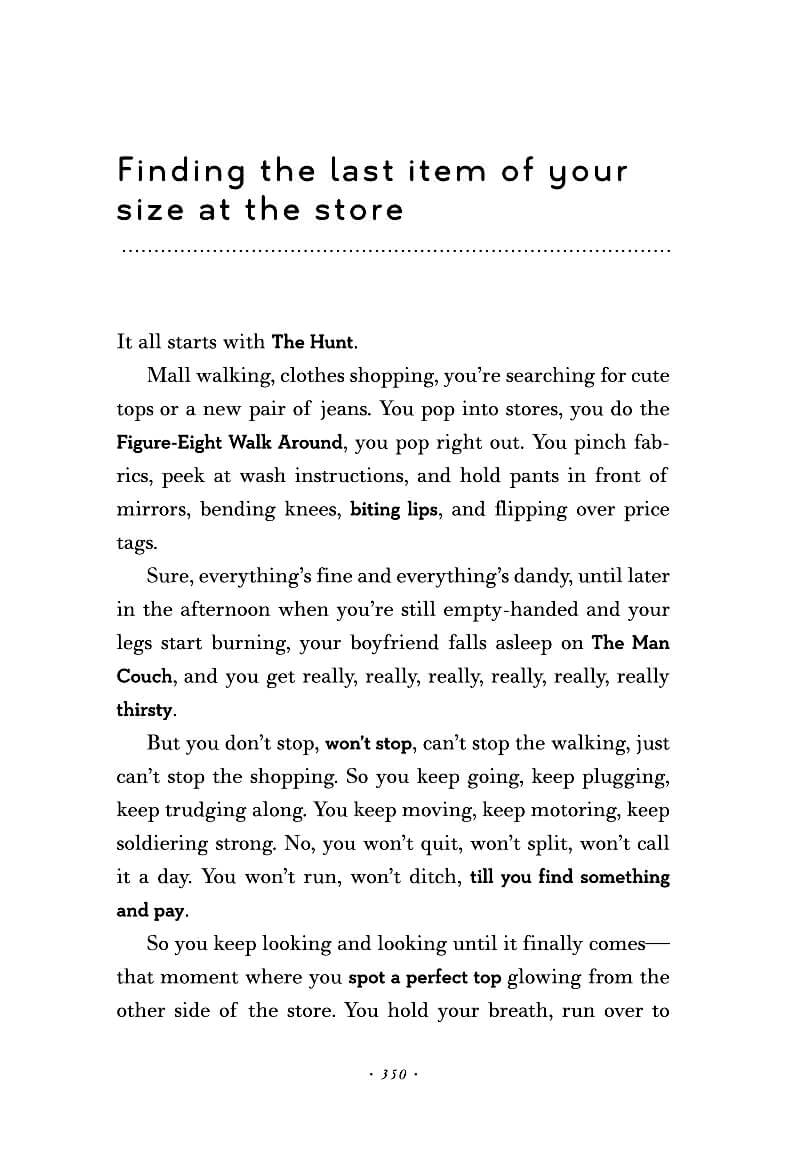 Finding the last item of your
size at the store
It all starts with The Hunt.
Mall walking, clothes shopping, you’re searching for cute
tops or a new pair of jeans. You pop into stores, you do the
Figure-Eight Walk Around, you pop right out. You pinch fab-
rics, peek at wash instructions, and hold pants in front of
mirrors, bending knees, biting lips, and flipping over price
tags.
Sure, everything’s fine and everything’s dandy, until later
in the afternoon when you’re still empty-handed and your
legs start burning, your boyfriend falls asleep on The Man
Couch, and you get really, really, really, really, really, really
thirsty.
But you don’t stop, won’t stop, can’t stop the walking, just
can’t stop the shopping. So you keep going, keep plugging,
keep trudging along. You keep moving, keep motoring, keep
soldiering strong. No, you won’t quit, won’t split, won’t call
it a day. You won’t run, won’t ditch, till you find something
and pay.
So you keep looking and looking until it finally comes—
that moment where you spot a perfect top glowing from the
other side of the store. You hold your breath, run over to
· 350 ·